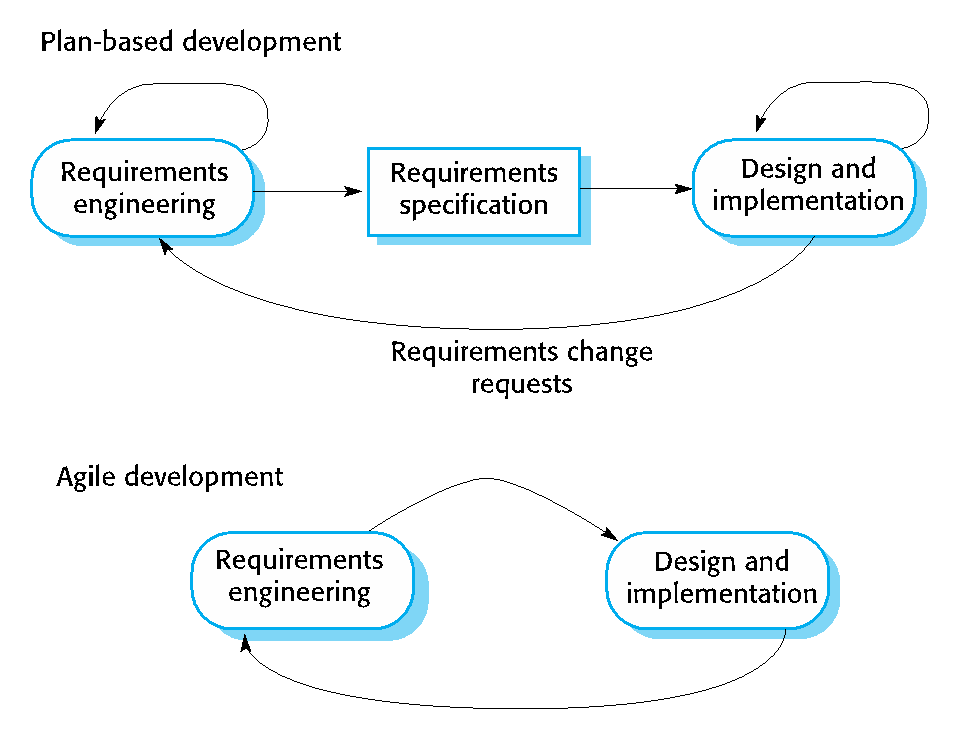 Plan-based development
Requirements
engineering
Requirements
specification
Design and
implementation
Requirements change
requests
Agile development
Requirements
engineering
Design and
implementation